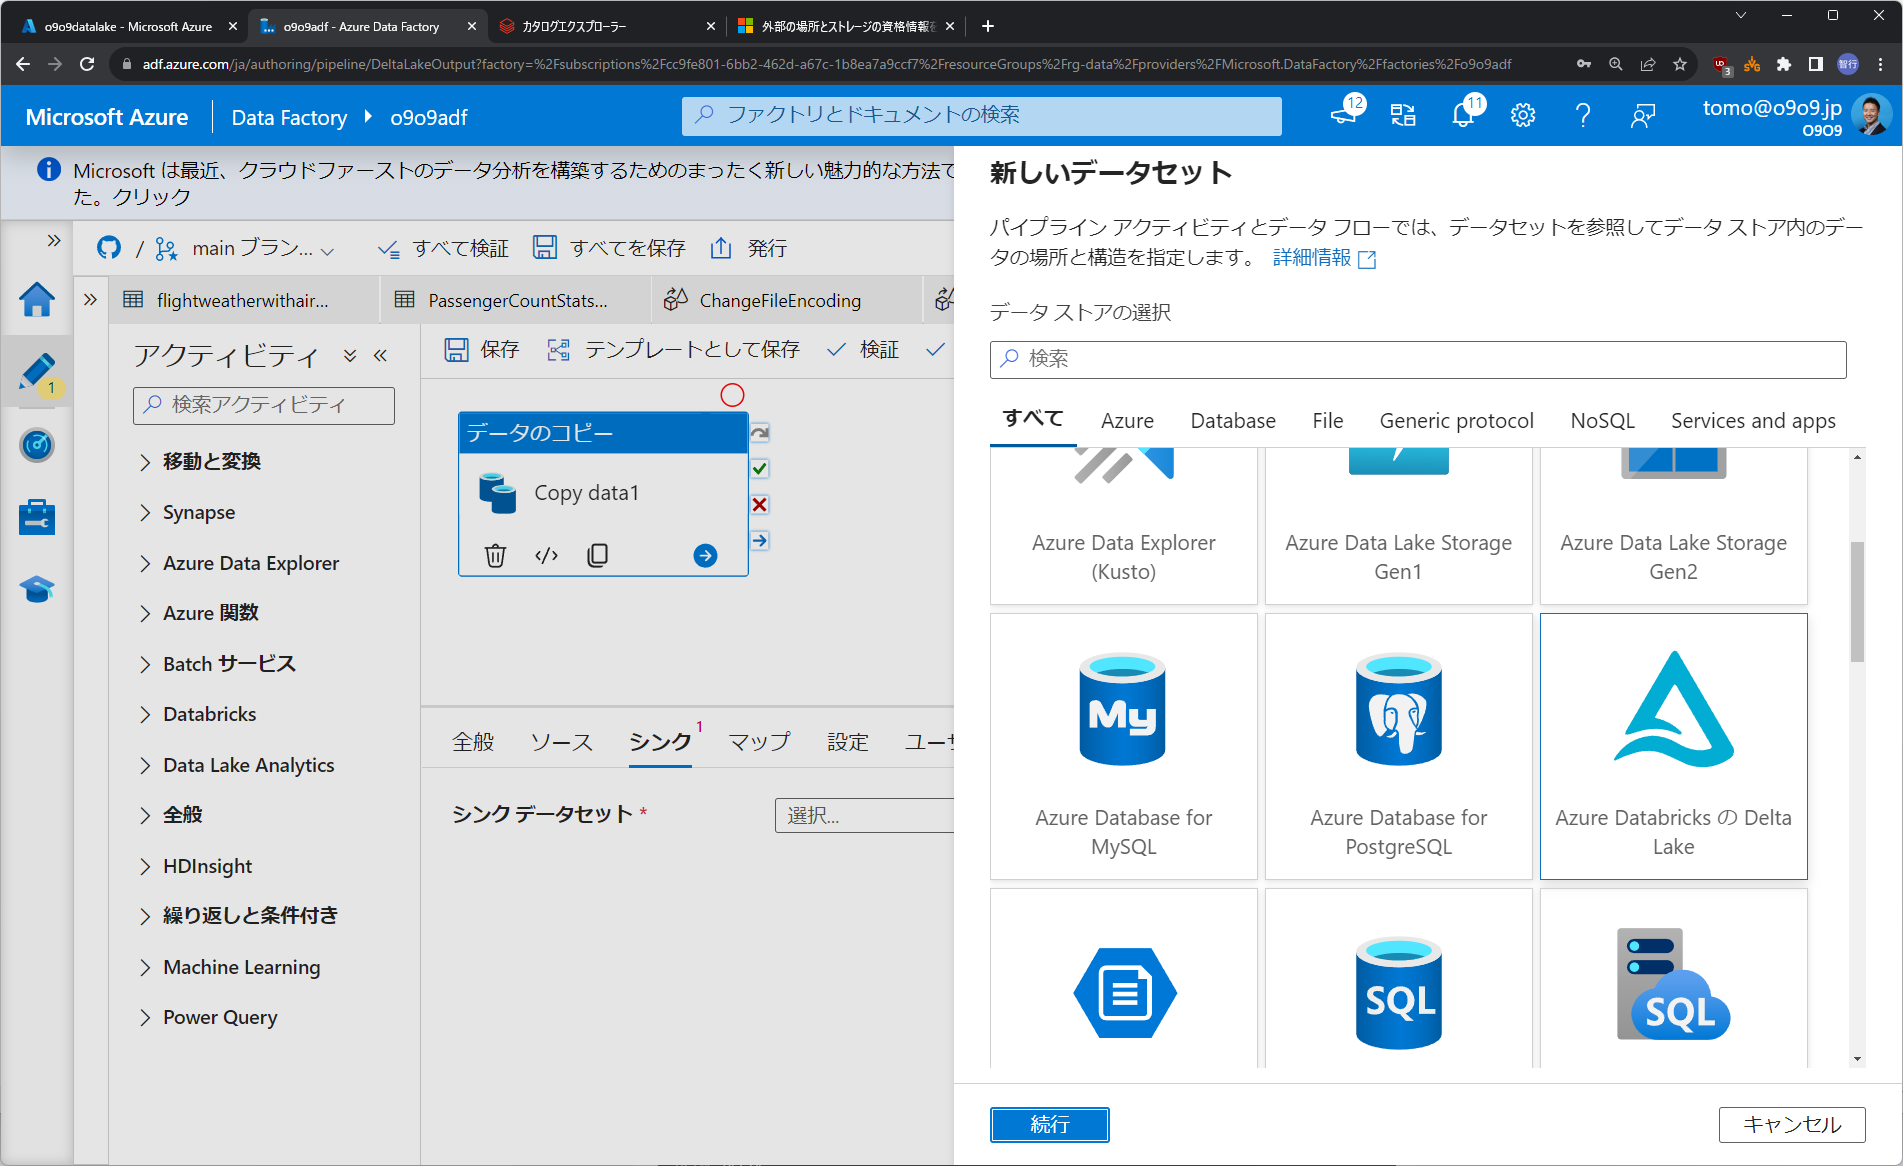 o9o9datalake - Microsoft Azure
o9o9adf - Azure Data Factory
カタログエクスプローラー
外部の場所とストレージの資格情報を
adf.azure.com/ja/authoring/pipeline/DeltaLakeOutput?factory=%2Fsubscriptions%2Fcc9fe801-6bb2-462d-a67c-1b8ea7a9ccf7%2FresourceGroups%2Frg-data%2Fproviders%2FMicrosoft.DataFactory%2Ffactories%2Fo9o9adf
3
智行
Microsoft Azure
Data Factory
o9o9adf
ファクトリとドキュメントの検索
12
11
tomo@o9o9.jp
O9O9
Microsoft は最近、クラウドファーストのデータ分析を構築するためのまったく新しい魅力的な方法で
た。クリック
/ main ブラン...
すべて検証
すべてを保存
発行
flightweatherwithair...
PassengerCountStats...
ChangeFileEncoding
1
アクティビティ
検索アクティビティ
移動と変換
Synapse
Azure Data Explorer
Azure 関数
Batch サービス
Databricks
Data Lake Analytics
全般
HDInsight
繰り返しと条件付き
Machine Learning
Power Query
保存
テンプレートとして保存
検証
データのコピー
Copy data1
全般
ソース
シンク 1
マップ
設定
ユーザ
シンク データセット *
選択...
新しいデータセット
パイプライン アクティビティとデータ フローでは、データセットを参照してデータ ストア内のデー
タの場所と構造を指定します。 詳細情報
データ ストアの選択
検索
すべて
Azure
Database
File
Generic protocol
NoSQL
Services and apps
Azure Data Explorer
(Kusto)
Azure Data Lake Storage
Gen1
Azure Data Lake Storage
Gen2
My
Azure Database for
MySQL
Azure Database for
PostgreSQL
Azure Databricks の Delta
Lake
SQL
SQL
続行
キャンセル